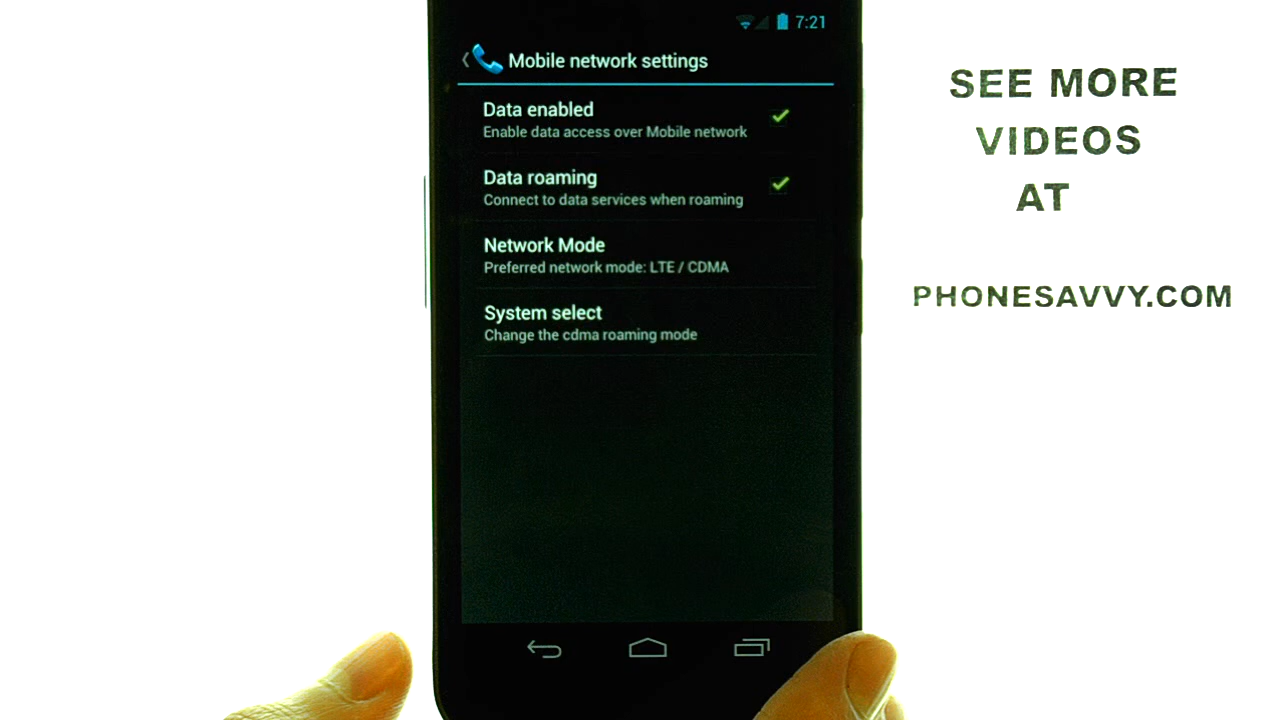 7:21
Mobile network settings
Data enabled
Enable data access over Mobile network
Data roaming
Connect to data services when roaming
Network Mode
Preferred network mode: LTE / CDMA
System select
Change the cdma roaming mode
SEE MORE
VIDEOS
AT
PHONESAVVY.COM